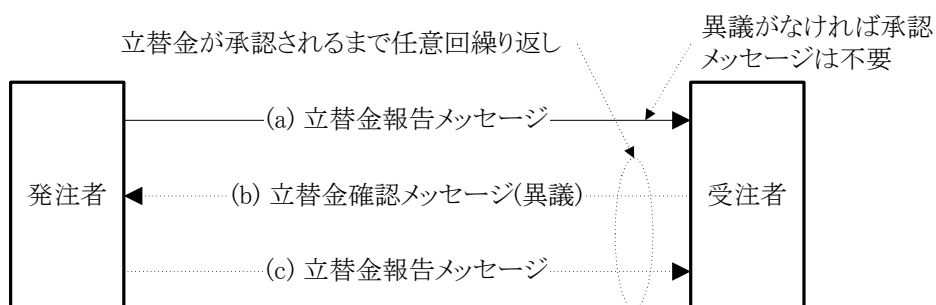 立替金が承認されるまで任意回繰り返し
異議がなければ承認
メッセージは不要
(a) 立替金報告メッセージ
発注者
(b) 立替金確認メッセージ(異議)
受注者
(c) 立替金報告メッセージ